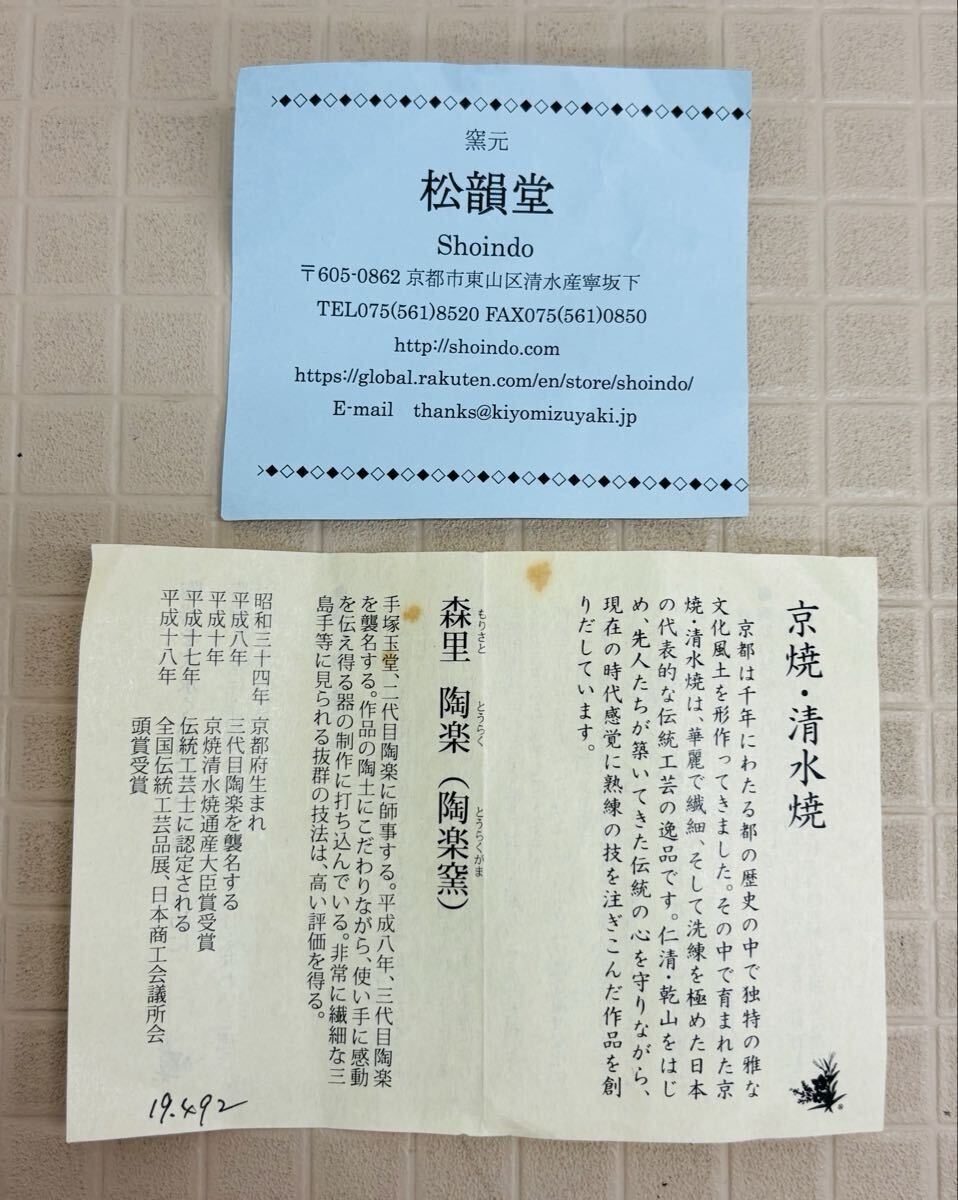 窯元
松韻堂
Shoindo
〒605-0862 京都市東山区清水産寧坂下
TEL075(561)8520 FAX075(561)0850
http://shoindo.com
https://global.rakuten.com/en/store/shoindo/
E-mail　thanks@kiyomizuyaki.jp
京焼・清水焼
京都は千年にわたる都の歴史の中で独特の雅な
文化風土を形作ってきました。その中で育まれた京
焼・清水焼は、華麗で繊細、そして洗練を極めた日本
の代表的な伝統工芸の逸品です。仁清・乾山をはじ
め、先人たちが築いてきた伝統の心を守りながら、
現在の時代感覚に熟練の技を注ぎこんだ作品を創
りだしています。
森里 陶楽（陶楽窯）
もりさと とうらく とうらくがま
手塚玉堂、二代目陶楽に師事する。平成八年、三代目陶楽
を襲名する。作品の陶土にこだわりながら、使い手に感動
を伝え得る器の制作に打ち込んでいる。非常に繊細な三
島手等に見られる抜群の技法は、高い評価を得る。
昭和三十四年 京都府生まれ
平成八年 三代目陶楽を襲名する
平成十年 京焼清水焼通産大臣賞受賞
平成十七年 伝統工芸士に認定される
平成十八年 全国伝統工芸品展、日本商工会議所会
頭賞受賞
19.492